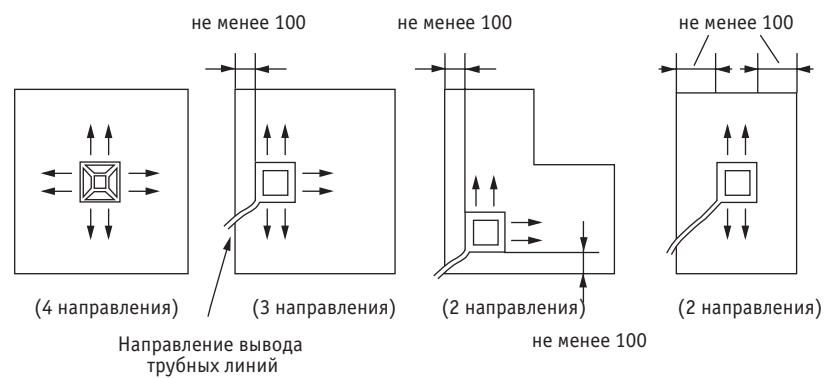 не менее 100
не менее 100
не менее 100
(4 направления)
(3 направления)
(2 направления)
(2 направления)
Направление вывода
трубных линий
не менее 100